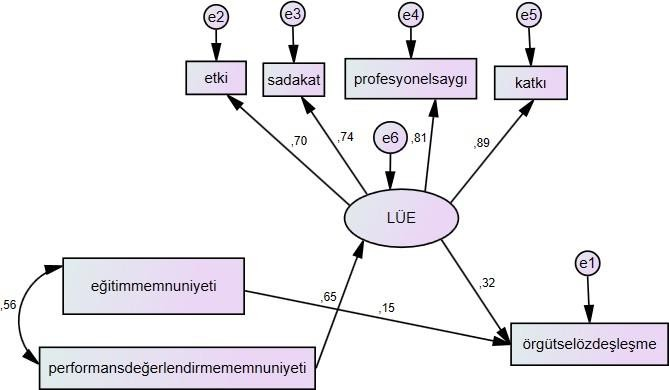 e2
e3
e4
e5
etki
sadakat
profesyonelsaygı
katkı
e6
,70
,74
,81
,89
LÜE
e1
eğitimmemnuniyeti
,56
,65
,15
,32
örgütselözdeşleşme
performansdeğerlendirmememnuniyeti